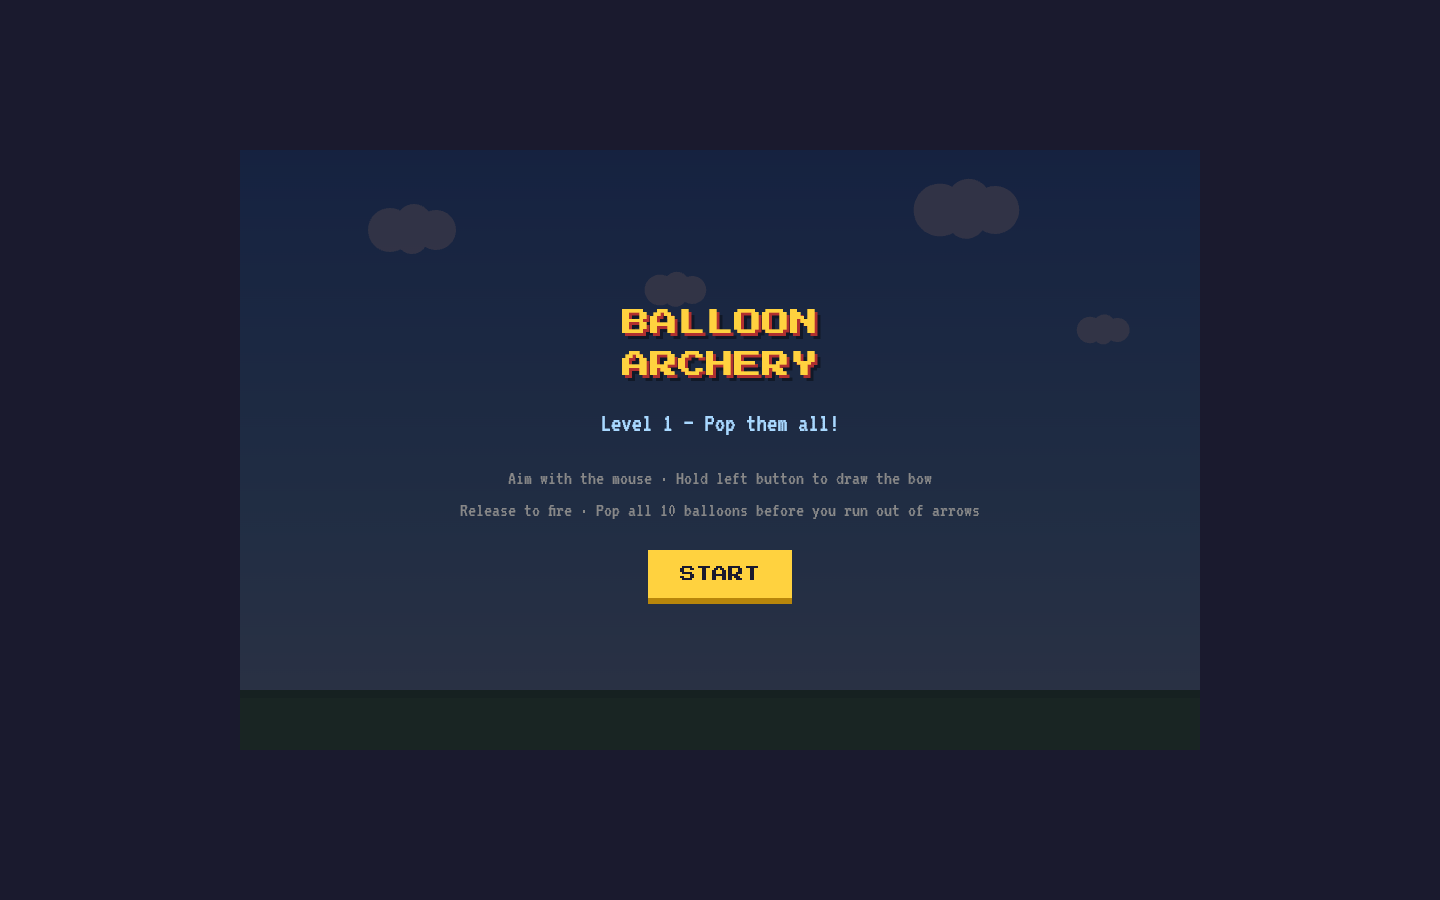 BALLOON
ARCHERY
Level 1 – Pop them all!
Aim with the mouse · Hold left button to draw the bow
Release to fire · Pop all 10 balloons before you run out of arrows
START